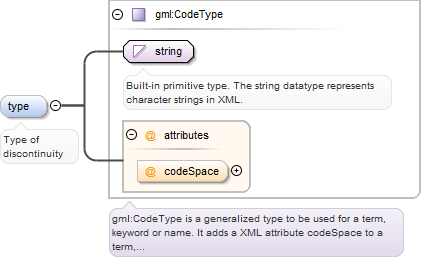 gml:CodeType
string
Built-in primitive type. The string datatype represents
character strings in XML.
type
Type of
discontinuity
@ attributes
@ codeSpace
gml:CodeType is a generalized type to be used for a term,
keyword or name. It adds a XML attribute codeSpace to a
term,...